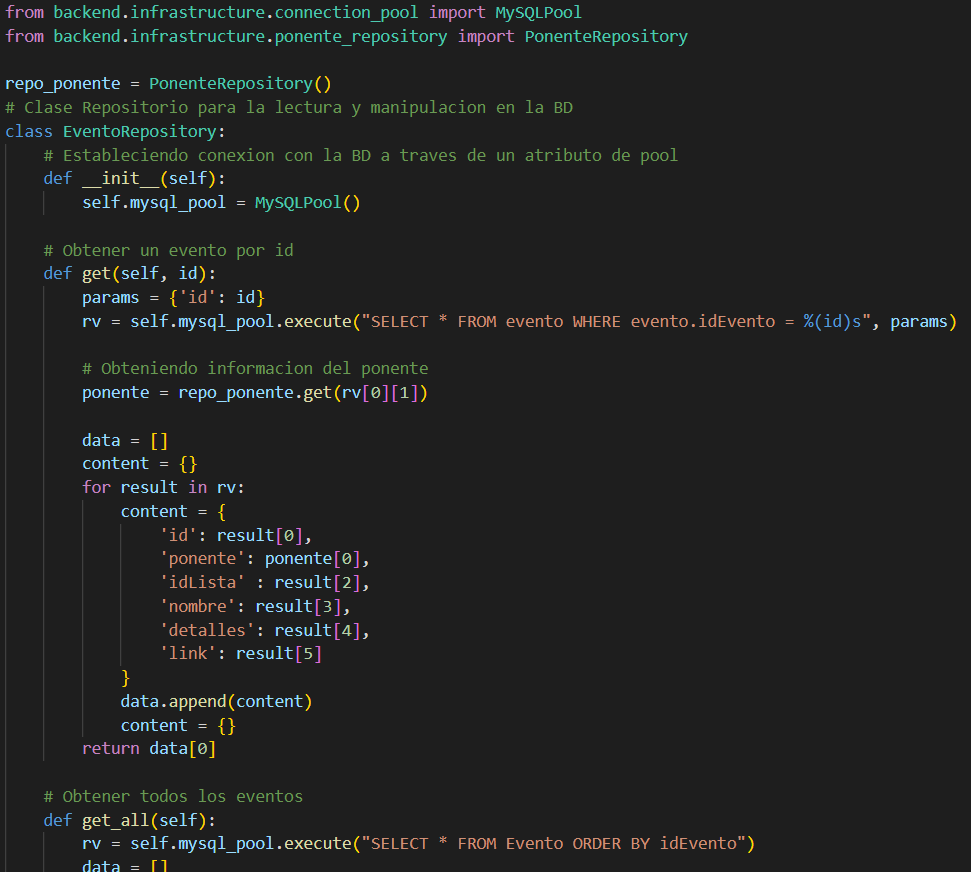 from backend.infrastructure.connection_pool import MySQLPool
from backend.infrastructure.ponente_repository import PonenteRepository
repo_ponente = PonenteRepository()
# Clase Repositorio para la lectura y manipulacion en la BD
class EventoRepository:
# Estableciendo conexion con la BD a traves de un atributo de pool
def __init__(self):
self.mysql_pool = MySQLPool()
# Obtener un evento por id
def get(self, id):
params = {'id': id}
rv = self.mysql_pool.execute("SELECT * FROM evento WHERE evento.idEvento = %(id)s", params)
# Obteniendo informacion del ponente
ponente = repo_ponente.get(rv[0][1])
data = []
content = {}
for result in rv:
content = {
'id': result[0],
'ponente': ponente[0],
'idLista' : result[2],
'nombre': result[3],
'detalles': result[4],
'link': result[5]
}
data.append(content)
content = {}
return data[0]
# Obtener todos los eventos
def get_all(self):
rv = self.mysql_pool.execute("SELECT * FROM Evento ORDER BY idEvento")
data = []